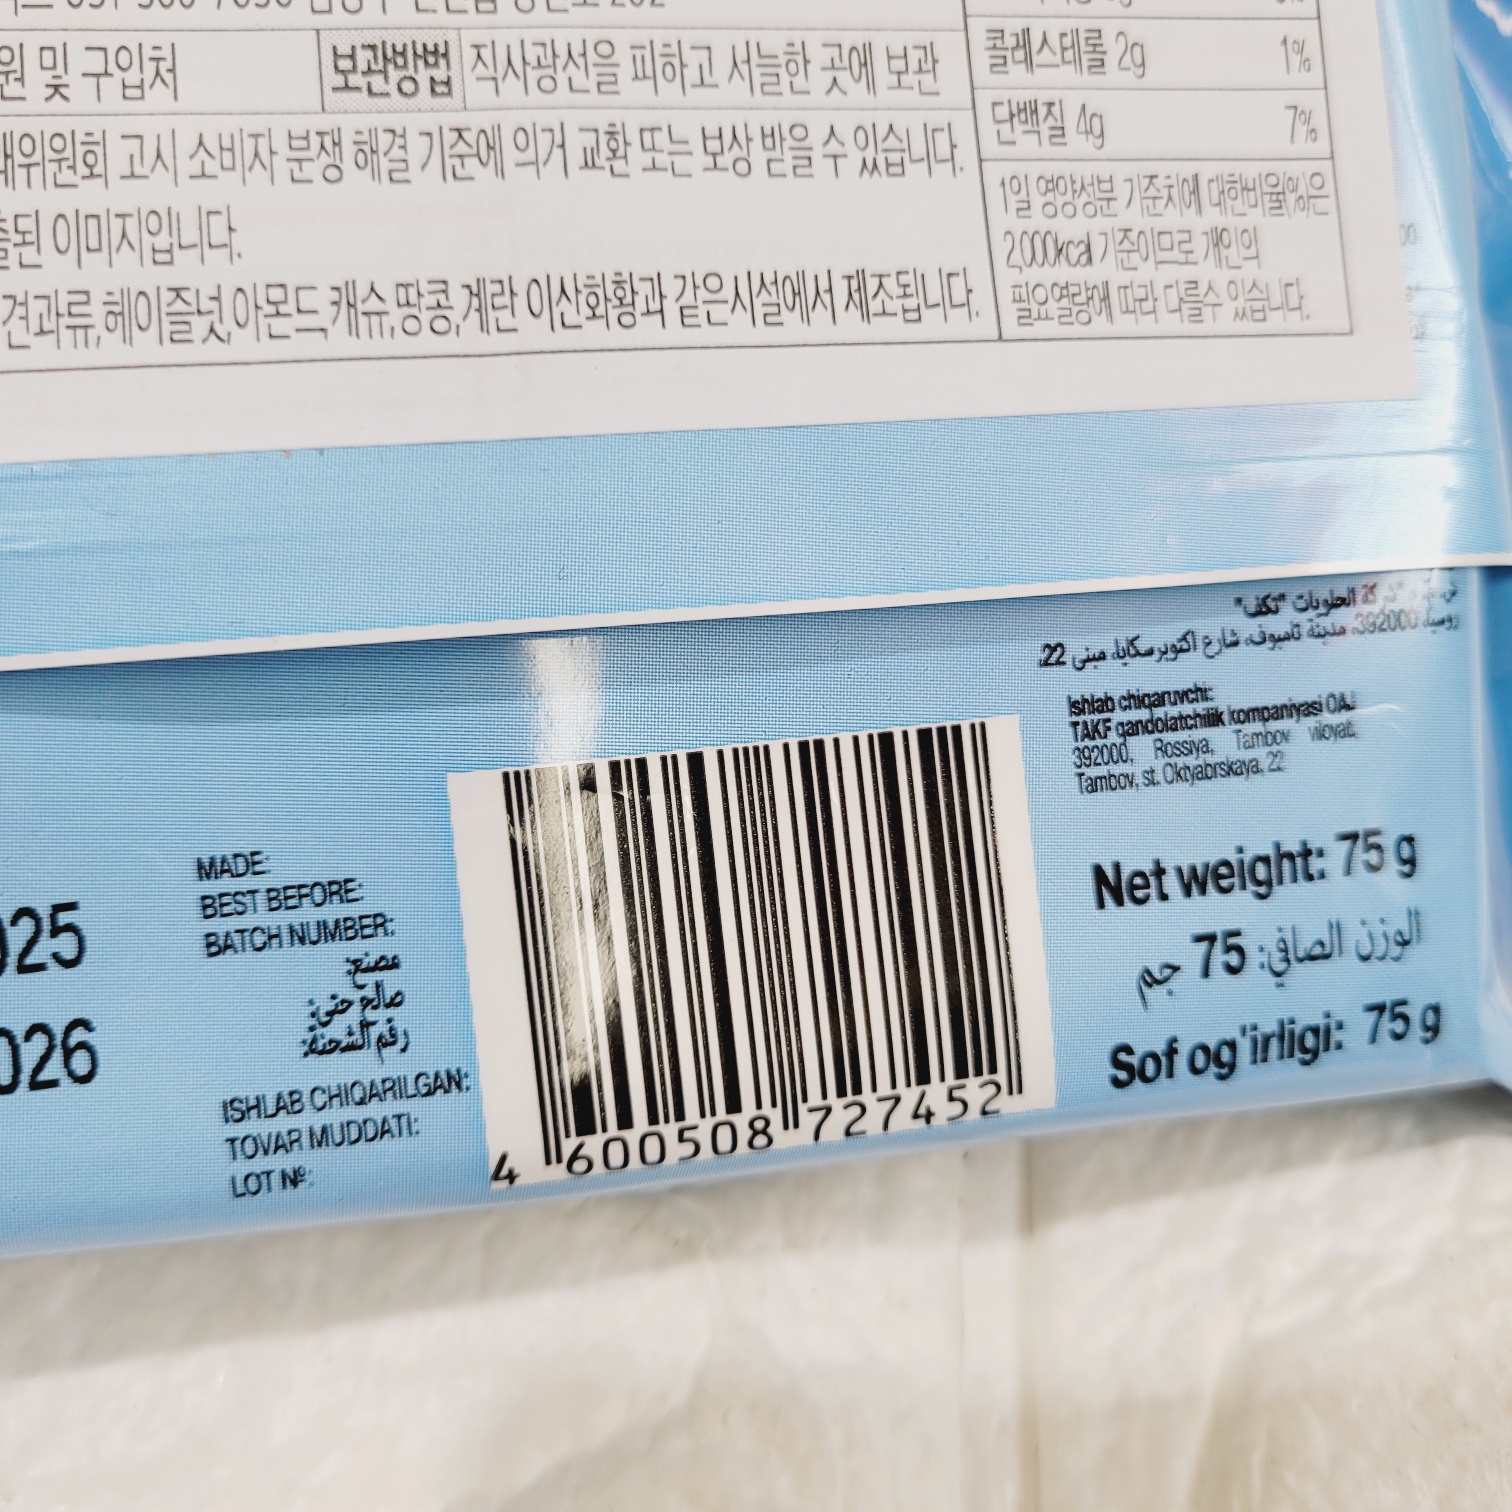 원 및 구입처
보관방법 직사광선을 피하고 서늘한 곳에 보관
위원회 고시 소비자 분쟁 해결 기준에 의거 교환 또는 보상 받을 수 있습니다.
된 이미지입니다.
견과류,헤이즐넛,아몬드,캐슈,땅콩,계란 이산화황과 같은시설에서 제조됩니다.
콜레스테롤 2g 1%
단백질 4g 7%
1일 영양성분 기준치에 대한비율(%)은
2,000kcal 기준이므로 개인의
필요열량에 따라 다를수 있습니다.
الحلويات "تكف"
روسيا, 392000 مدينة تامبوف، شارع اكتوبرسكايا، مبنى 22.
Ishlab chiqaruvchi:
TAKF qandolatchilik kompaniyasi OAJ
392000, Rossiya, Tambov viloyati,
Tambov, st. Oktyabrskaya, 22
025
026
MADE:
BEST BEFORE:
BATCH NUMBER:
مصنع:
صالح حتى:
رقم الشحنة:
ISHLAB CHIQARILGAN:
TOVAR MUDDATI:
LOT №:
4 600508 727452
Net weight: 75 g
الوزن الصافي: 75 جم
Sof og'irligi: 75 g